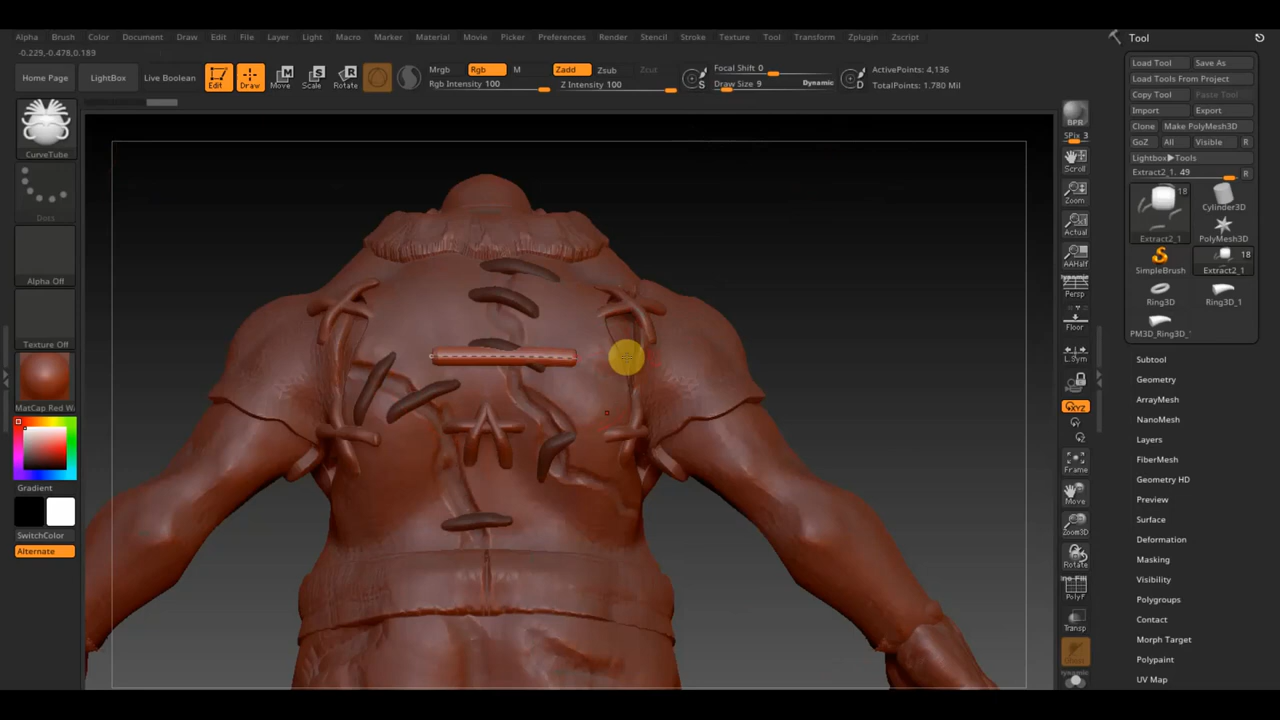 Alpha Brush Color Document Draw Edit File Layer Light Macro Marker Material Movie Picker Preferences Render Stencil Stroke Texture Tool Transform Zplugin Zscript
Tool
-0.229,-0.478,0.189
Home Page
LightBox
Live Boolean
Edit
Draw
Move
Scale
Rotate
Mrgb
Rgb
M
Rgb Intensity 100
Zadd
Zsub
Zcut
Z Intensity 100
S
Focal Shift 0
Draw Size 9
Dynamic
D
ActivePoints: 4,136
TotalPoints: 1.780 Mil
Load Tool
Save As
Load Tools From Project
Copy Tool
Paste Tool
Import
Export
Clone
Make PolyMesh3D
GoZ
All
Visible
R
Lightbox▶Tools
Extract2_1. 49
R
18
Extract2_1
Cylinder3D
PolyMesh3D
SimpleBrush
18
Extract2_1
Ring3D
Ring3D_1
PM3D_Ring3D_
Subtool
Geometry
ArrayMesh
NanoMesh
Layers
FiberMesh
Geometry HD
Preview
Surface
Deformation
Masking
Visibility
Polygroups
Contact
Morph Target
Polypaint
UV Map
CurveTube
Dots
Alpha Off
Texture Off
MatCap Red W
Gradient
SwitchColor
Alternate
BPR
SPix 3
Scroll
Zoom
Actual
AAHalf
Dynamic
Persp
Floor
L.Sym
XYZ
Frame
Move
Zoom3D
Rotate
PolyF
Transp
Ghost
Dynamic